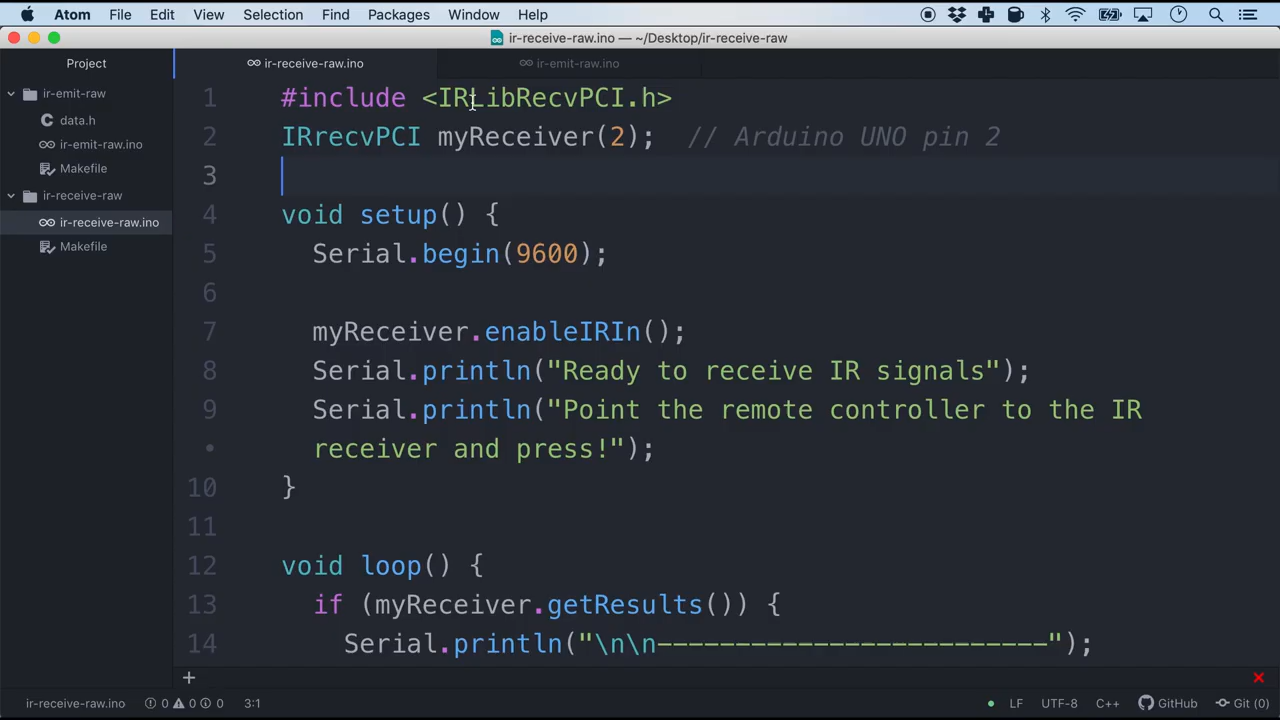 Atom File Edit View Selection Find Packages Window Help
ir-receive-raw.ino — ~/Desktop/ir-receive-raw
Project
ir-receive-raw.ino
ir-emit-raw.ino
ir-emit-raw
data.h
ir-emit-raw.ino
Makefile
ir-receive-raw
ir-receive-raw.ino
Makefile
1 #include <IRLibRecvPCI.h>
2 IRrecvPCI myReceiver(2); // Arduino UNO pin 2
3
4 void setup() {
5 Serial.begin(9600);
6
7 myReceiver.enableIRIn();
8 Serial.println("Ready to receive IR signals");
9 Serial.println("Point the remote controller to the IR
• receiver and press!");
10 }
11
12 void loop() {
13 if (myReceiver.getResults()) {
14 Serial.println("\n\n-------------------------");
+
ir-receive-raw.ino 0 0 0 3:1 LF UTF-8 C++ GitHub Git (0)